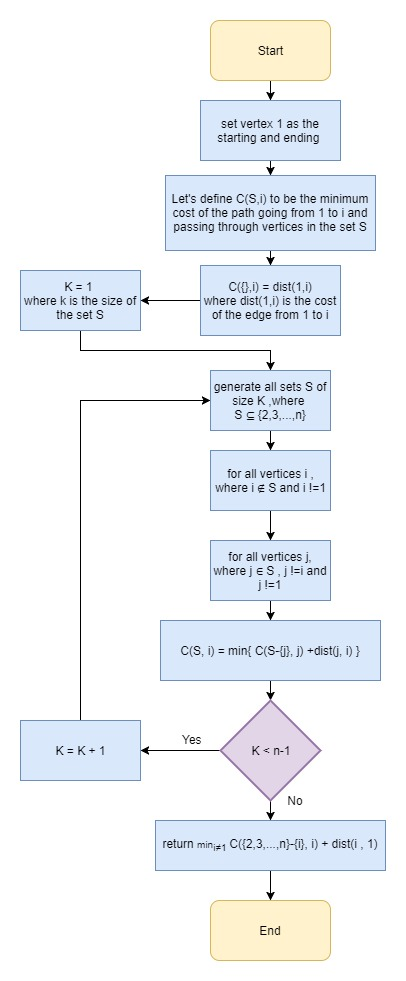 Start
set vertex 1 as the
starting and ending
Let's define C(S,i) to be the minimum
cost of the path going from 1 to i and
passing through vertices in the set S
C({},i) = dist(1,i)
where dist(1,i) is the cost
of the edge from 1 to i
K = 1
where k is the size of
the set S
generate all sets S of
size K ,where
S ⊆ {2,3,...,n}
for all vertices i ,
where i ∉ S and i !=1
for all vertices j,
where j ∈ S , j !=i and
j !=1
C(S, i) = min{ C(S-{j}, j) +dist(j, i) }
K < n-1
Yes
K = K + 1
No
return min_{i≠1} C({2,3,...,n}-{i}, i) + dist(i , 1)
End